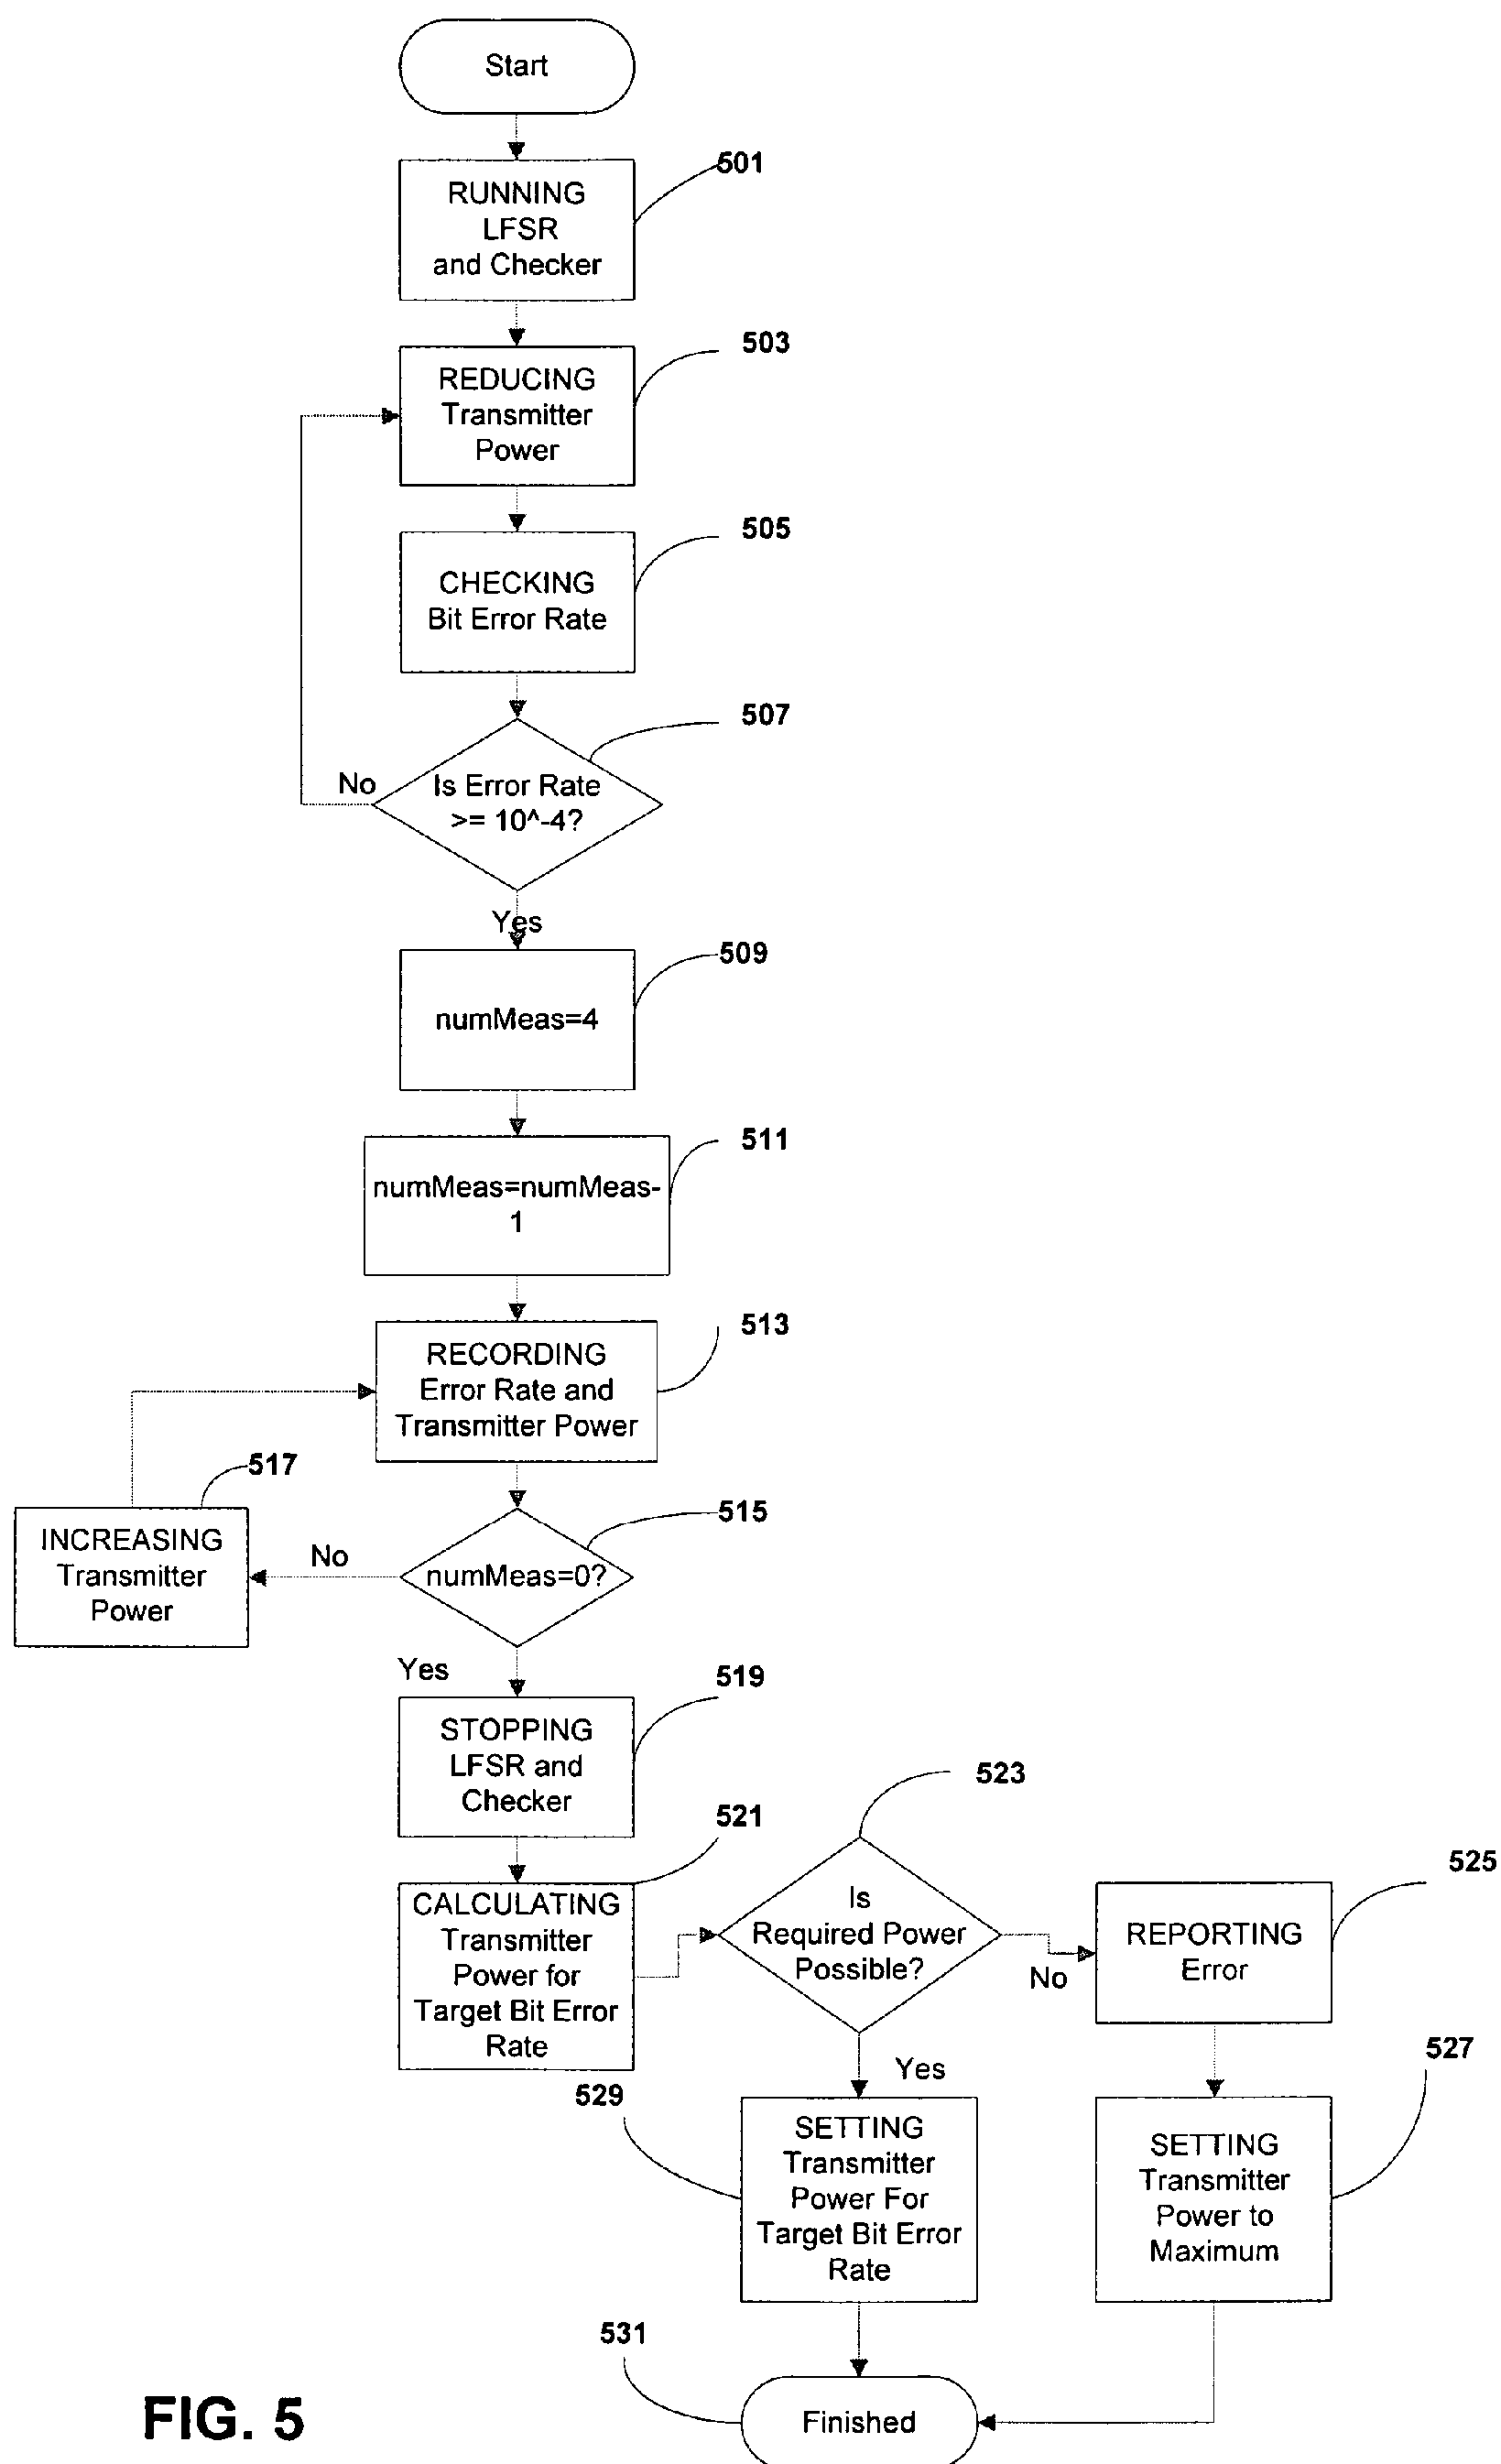 Start
501
RUNNING
LFSR
and Checker
503
REDUCING
Transmitter
Power
505
CHECKING
Bit Error Rate
507
No
Is Error Rate
>= 10^-4?
Yes
509
numMeas=4
511
numMeas=numMeas-
1
513
RECORDING
Error Rate and
Transmitter Power
517
INCREASING
Transmitter
Power
No
515
numMeas=0?
Yes
519
STOPPING
LFSR and
Checker
521
CALCULATING
Transmitter
Power for
Target Bit Error
Rate
523
Is
Required Power
Possible?
No
525
REPORTING
Error
Yes
527
SETTING
Transmitter
Power to
Maximum
529
SETTING
Transmitter
Power For
Target Bit Error
Rate
531
Finished
FIG. 5